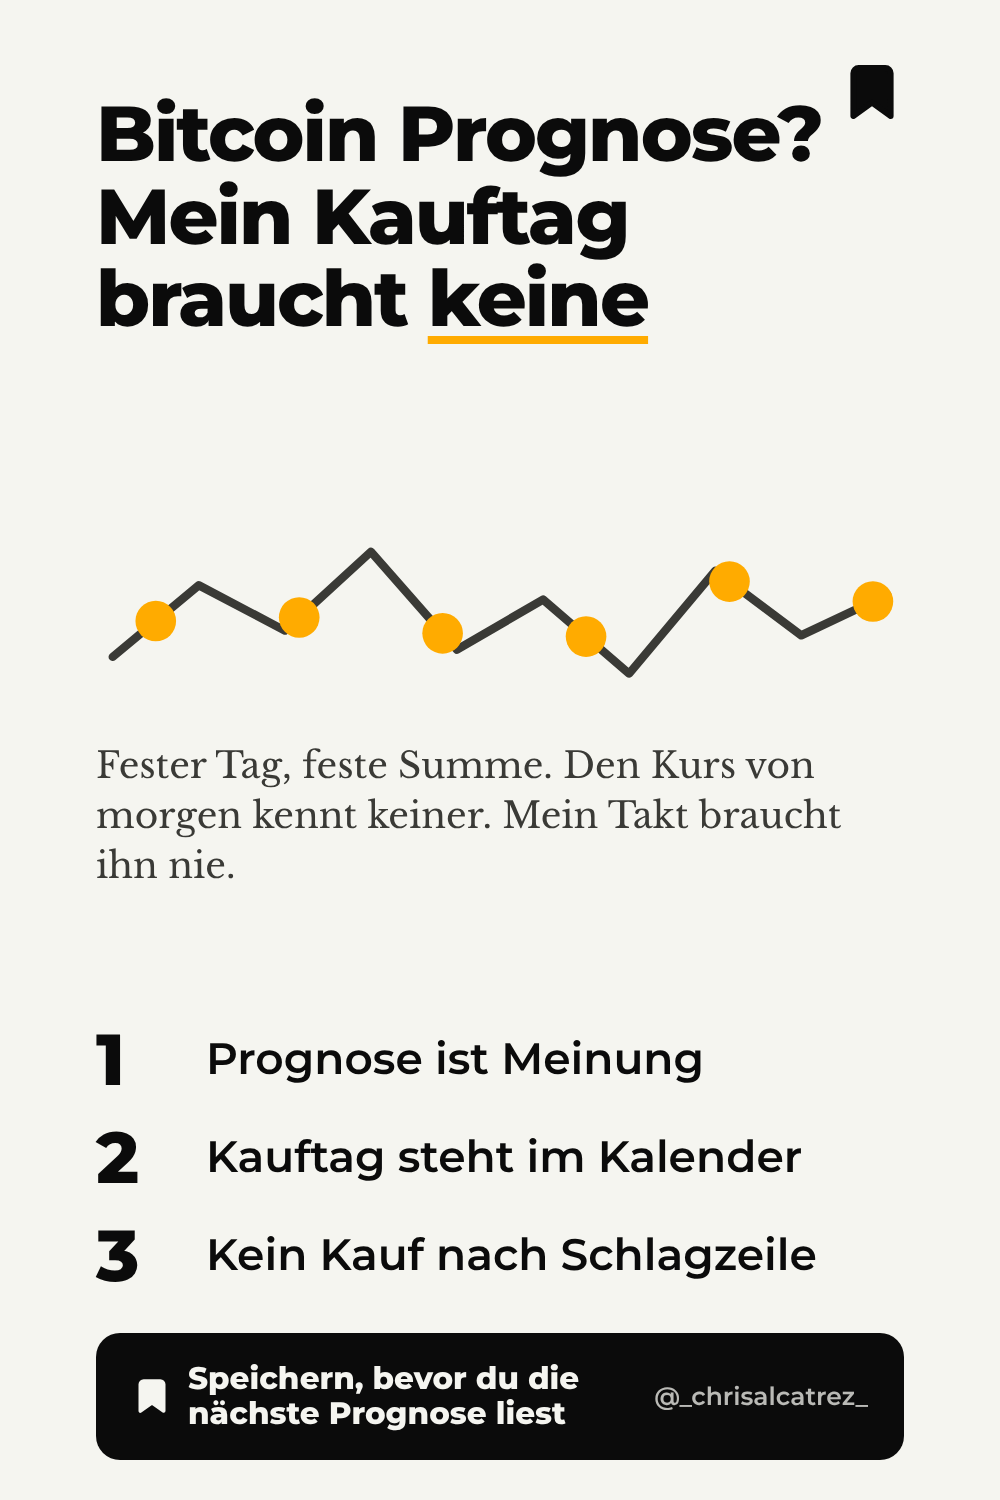 Bitcoin Prognose?
Mein Kauftag
braucht keine
Fester Tag, feste Summe. Den Kurs von
morgen kennt keiner. Mein Takt braucht
ihn nie.
1 Prognose ist Meinung
2 Kauftag steht im Kalender
3 Kein Kauf nach Schlagzeile
Speichern, bevor du die
nächste Prognose liest
@_chrisalcatrez_